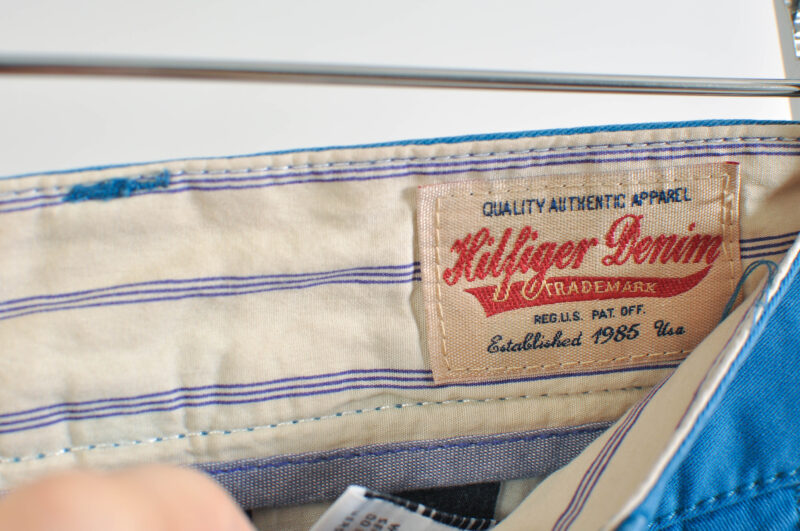 QUALITY AUTHENTIC APPAREL
Hilfiger Denim
TRADEMARK
REG.U.S. PAT. OFF.
Established 1985 Usa